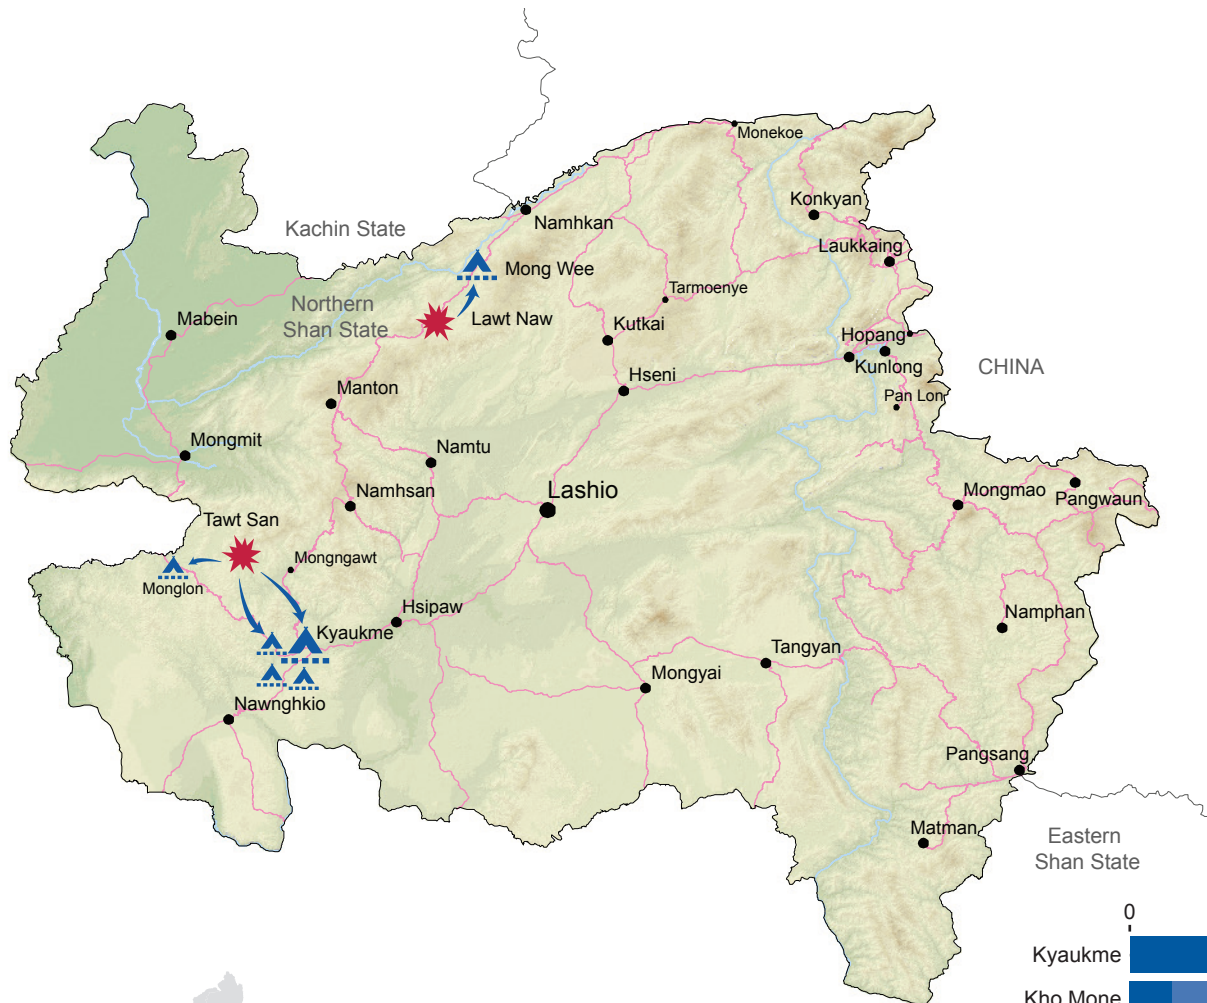 Monekoe
Konkyan
Kachin State
Namhkan
Laukkaing
Mong Wee
Tarmoenye
Northern
Shan State
Mabein
Lawt Naw
Kutkai
Hopang
Kunlong
CHINA
Hseni
Manton
Pan Lon
Mongmit
Namtu
Namhsan
Lashio
Mongmao
Pangwaun
Tawt San
Mongngawt
Monglon
Hsipaw
Namphan
Kyaukme
Tangyan
Mongyai
Nawnghkio
Pangsang
Matman
Eastern
Shan State
0
Kyaukme
Kho Mone